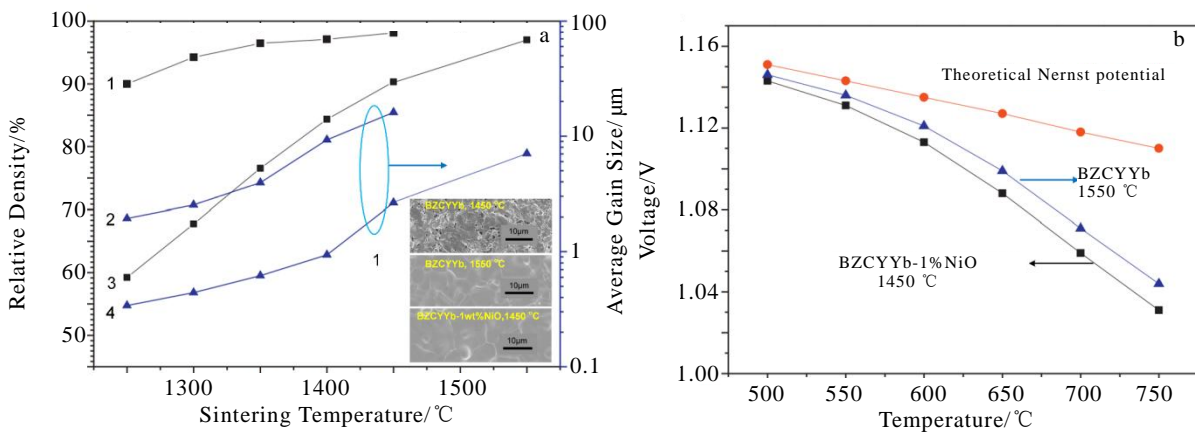 a
100%
90
80
70
60
50
Relative Density/%
1
2
3
4
1
100
10
1
0.1
Average Gain Size/μm
BZCYYb, 1450 °C
10μm
BZCYYb, 1550 °C
10μm
BZCYYb-1wt%NiO,1450 °C
10μm
1300
1400
1500
Sintering Temperature/℃
b
1.16
1.12
1.08
1.04
1.00
Voltage/V
Theoretical Nernst potential
BZCYYb
1550 ℃
BZCYYb-1%NiO
1450 ℃
500
550
600
650
700
750
Temperature/℃